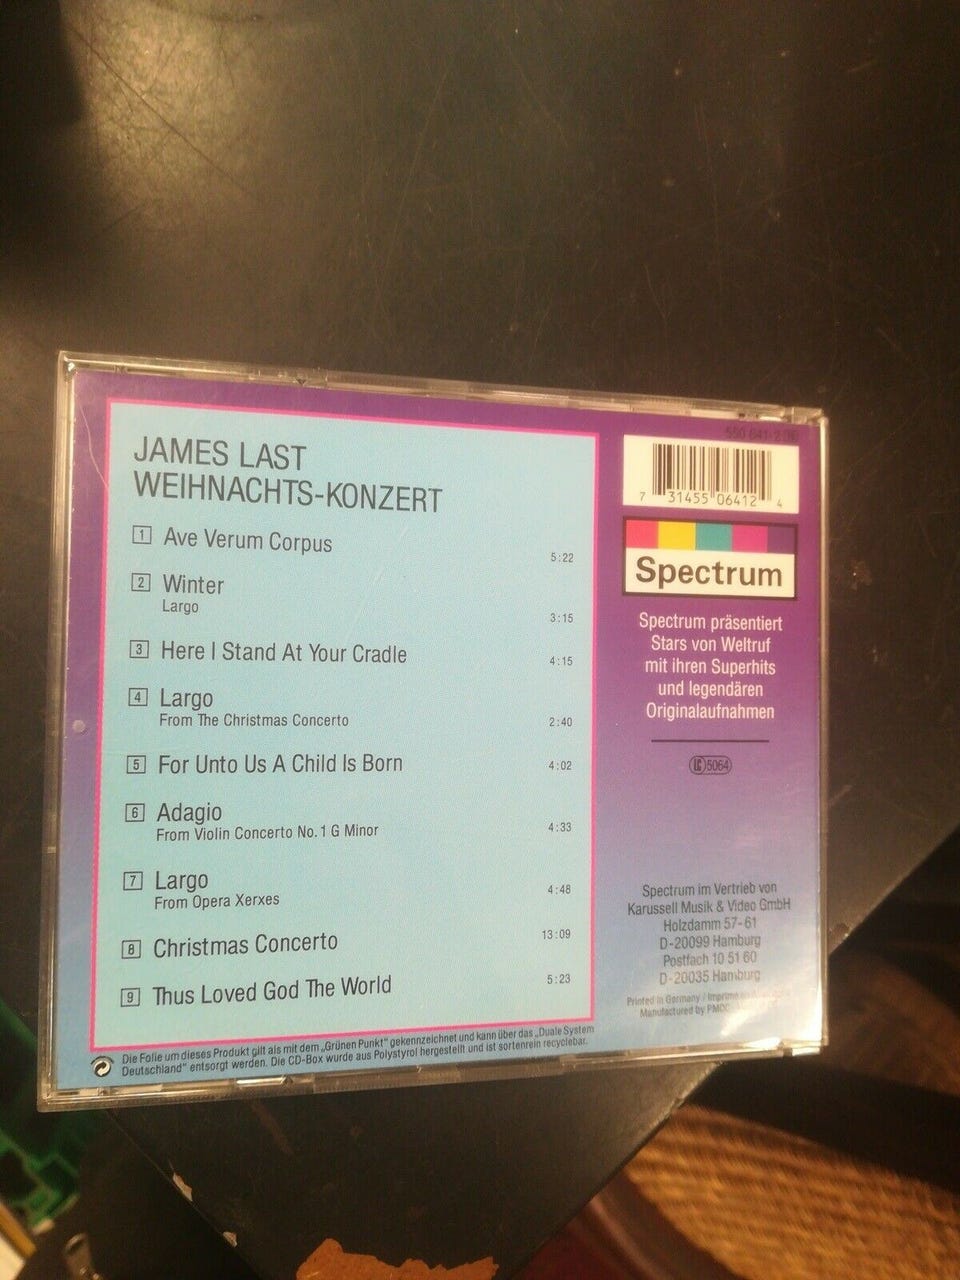 JAMES LAST
WEIHNACHTS-KONZERT
1 Ave Verum Corpus 5:22
2 Winter
Largo 3:15
3 Here I Stand At Your Cradle 4:15
4 Largo
From The Christmas Concerto 2:40
5 For Unto Us A Child Is Born 4:02
6 Adagio
From Violin Concerto No. 1 G Minor 4:33
7 Largo
From Opera Xerxes 4:48
8 Christmas Concerto 13:09
9 Thus Loved God The World 5:23
Die Folie um dieses Produkt gilt als mit dem „Grünen Punkt" gekennzeichnet und kann über das „Duale System
Deutschland" entsorgt werden. Die CD-Box wurde aus Polystyrol hergestellt und ist sortenrein recyclebar.
550 641-2
7 31455 06412 4
Spectrum
Spectrum präsentiert
Stars von Weltruf
mit ihren Superhits
und legendären
Originalaufnahmen
LC 5064
Spectrum im Vertrieb von
Karussell Musik & Video GmbH
Holzdamm 57-61
D-20099 Hamburg
Postfach 10 51 60
D-20035 Hamburg
Printed in Germany / Imprimé en
Manufactured by PMDC